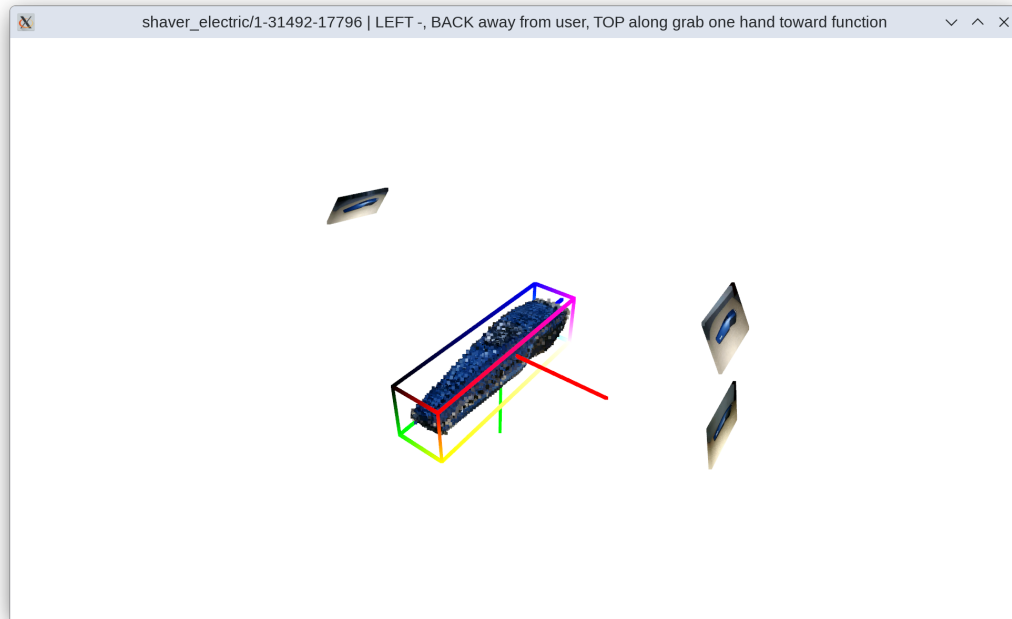 shaver_electric/1-31492-17796 | LEFT -, BACK away from user, TOP along grab one hand toward function